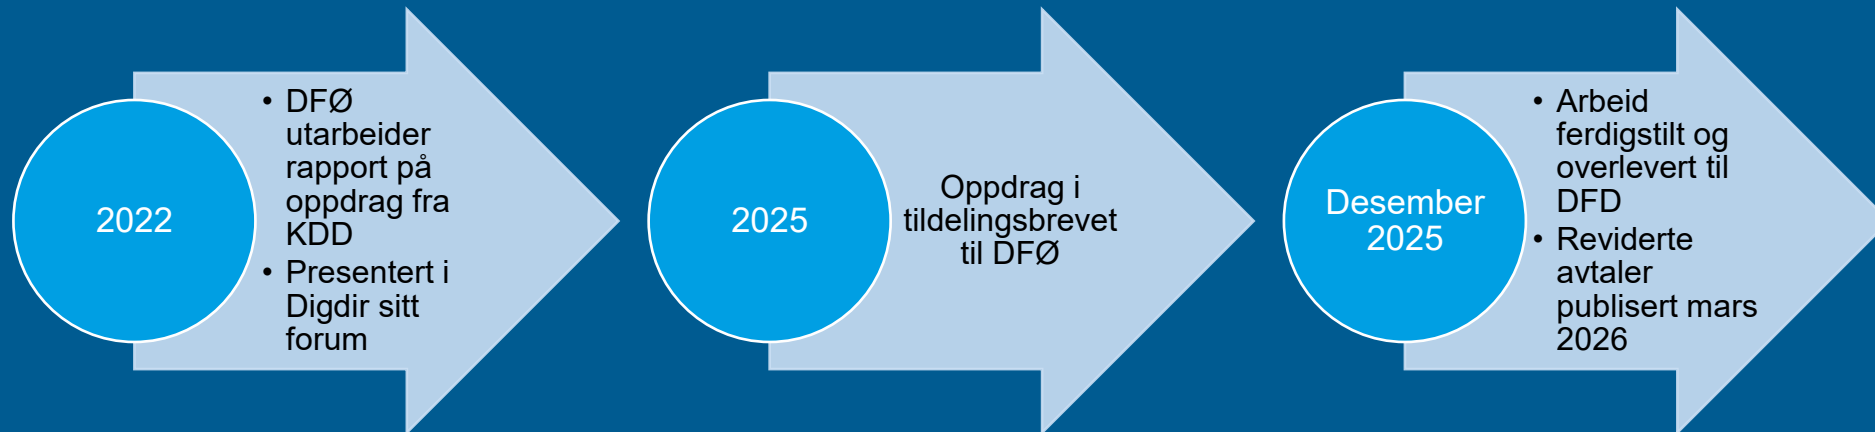 2022
• DFØ
utarbeider
rapport på
oppdrag fra
KDD
• Presentert i
Digdir sitt
forum
2025
Oppdrag i
tildelingsbrevet
til DFØ
Desember
2025
• Arbeid
ferdigstilt og
overlevert til
DFD
• Reviderte
avtaler
publisert mars
2026